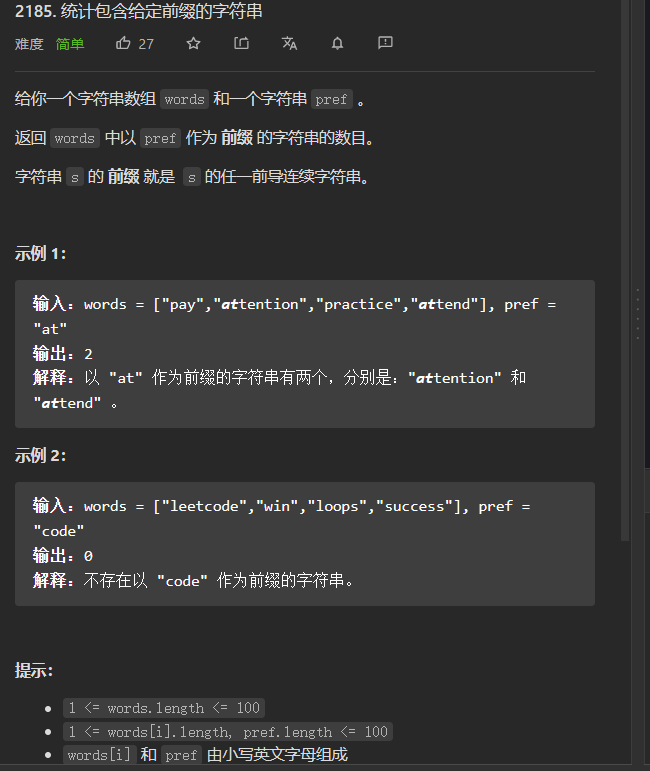 2185. 统计包含给定前缀的字符串
难度 简单 27
给你一个字符串数组 words 和一个字符串 pref 。
返回 words 中以 pref 作为 前缀 的字符串的数目。
字符串 s 的 前缀 就是 s 的任一前导连续字符串。
示例 1：
输入：words = ["pay","attention","practice","attend"], pref =
"at"
输出：2
解释：以 "at" 作为前缀的字符串有两个，分别是："attention" 和
"attend" 。
示例 2：
输入：words = ["leetcode","win","loops","success"], pref =
"code"
输出：0
解释：不存在以 "code" 作为前缀的字符串。
提示：
1 <= words.length <= 100
1 <= words[i].length, pref.length <= 100
words[i] 和 pref 由小写英文字母组成